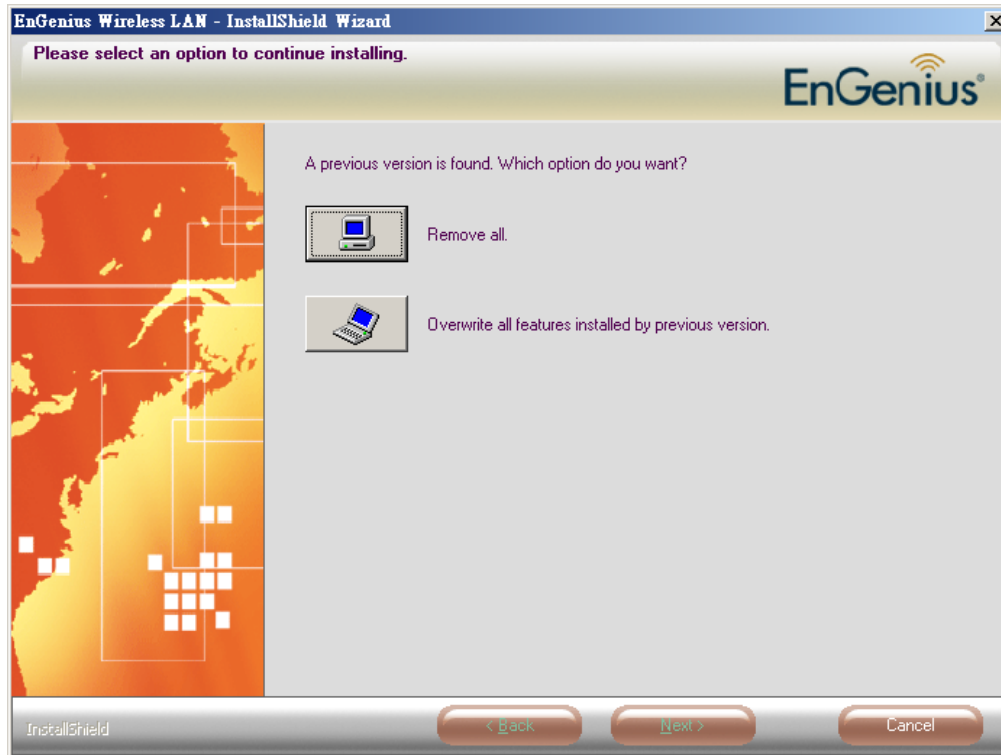 EnGenius Wireless LAN - InstallShield Wizard
Please select an option to continue installing.
EnGenius®
A previous version is found. Which option do you want?
Remove all.
Overwrite all features installed by previous version.
InstallShield
< Back
Next >
Cancel